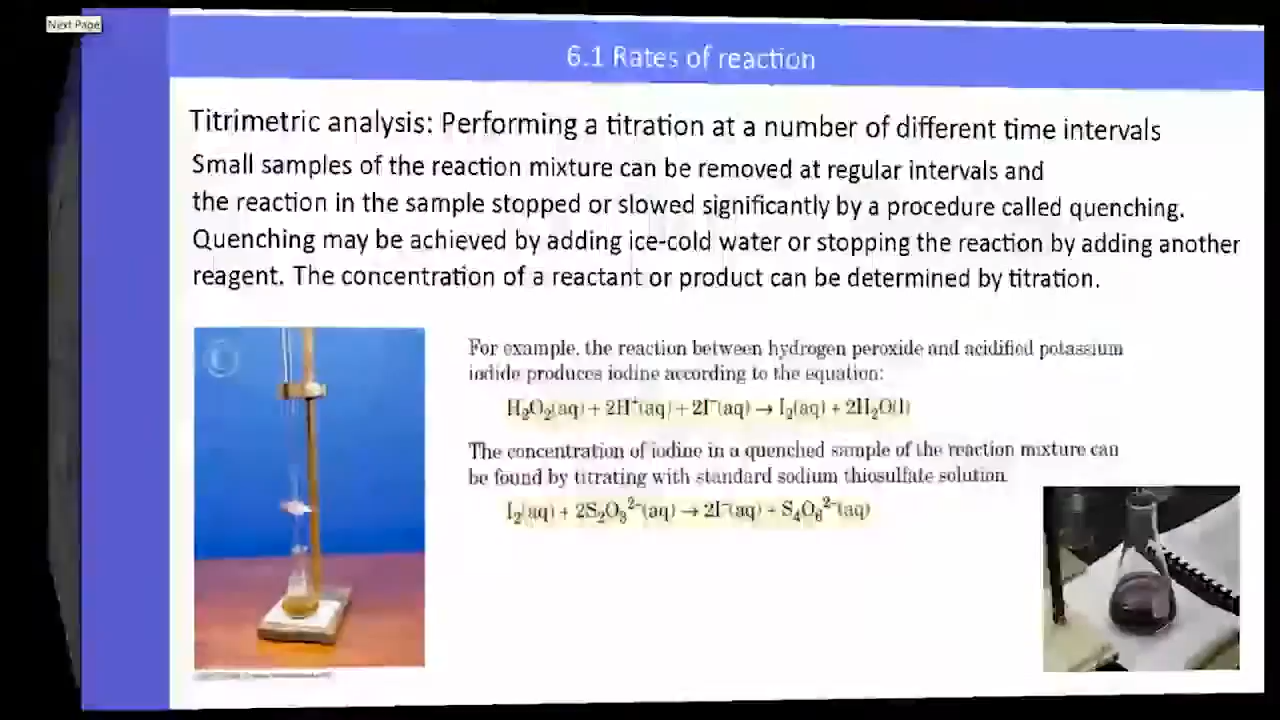 Next Page
6.1 Rates of reaction
Titrimetric analysis: Performing a titration at a number of different time intervals
Small samples of the reaction mixture can be removed at regular intervals and
the reaction in the sample stopped or slowed significantly by a procedure called quenching.
Quenching may be achieved by adding ice-cold water or stopping the reaction by adding another
reagent. The concentration of a reactant or product can be determined by titration.
For example, the reaction between hydrogen peroxide and acidified potassium
iodide produces iodine according to the equation:
H₂O₂(aq) + 2H⁺(aq) + 2I⁻(aq) → I₂(aq) + 2H₂O(l)
The concentration of iodine in a quenched sample of the reaction mixture can
be found by titrating with standard sodium thiosulfate solution
I₂(aq) + 2S₂O₃²⁻(aq) → 2I⁻(aq) + S₄O₆²⁻(aq)